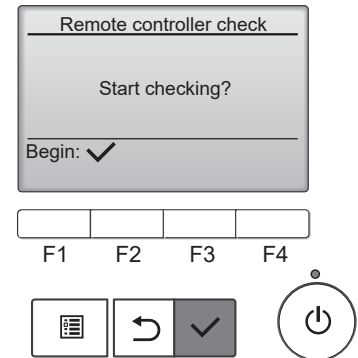 Remote controller check
Start checking?
Begin: ✓
F1 F2 F3 F4